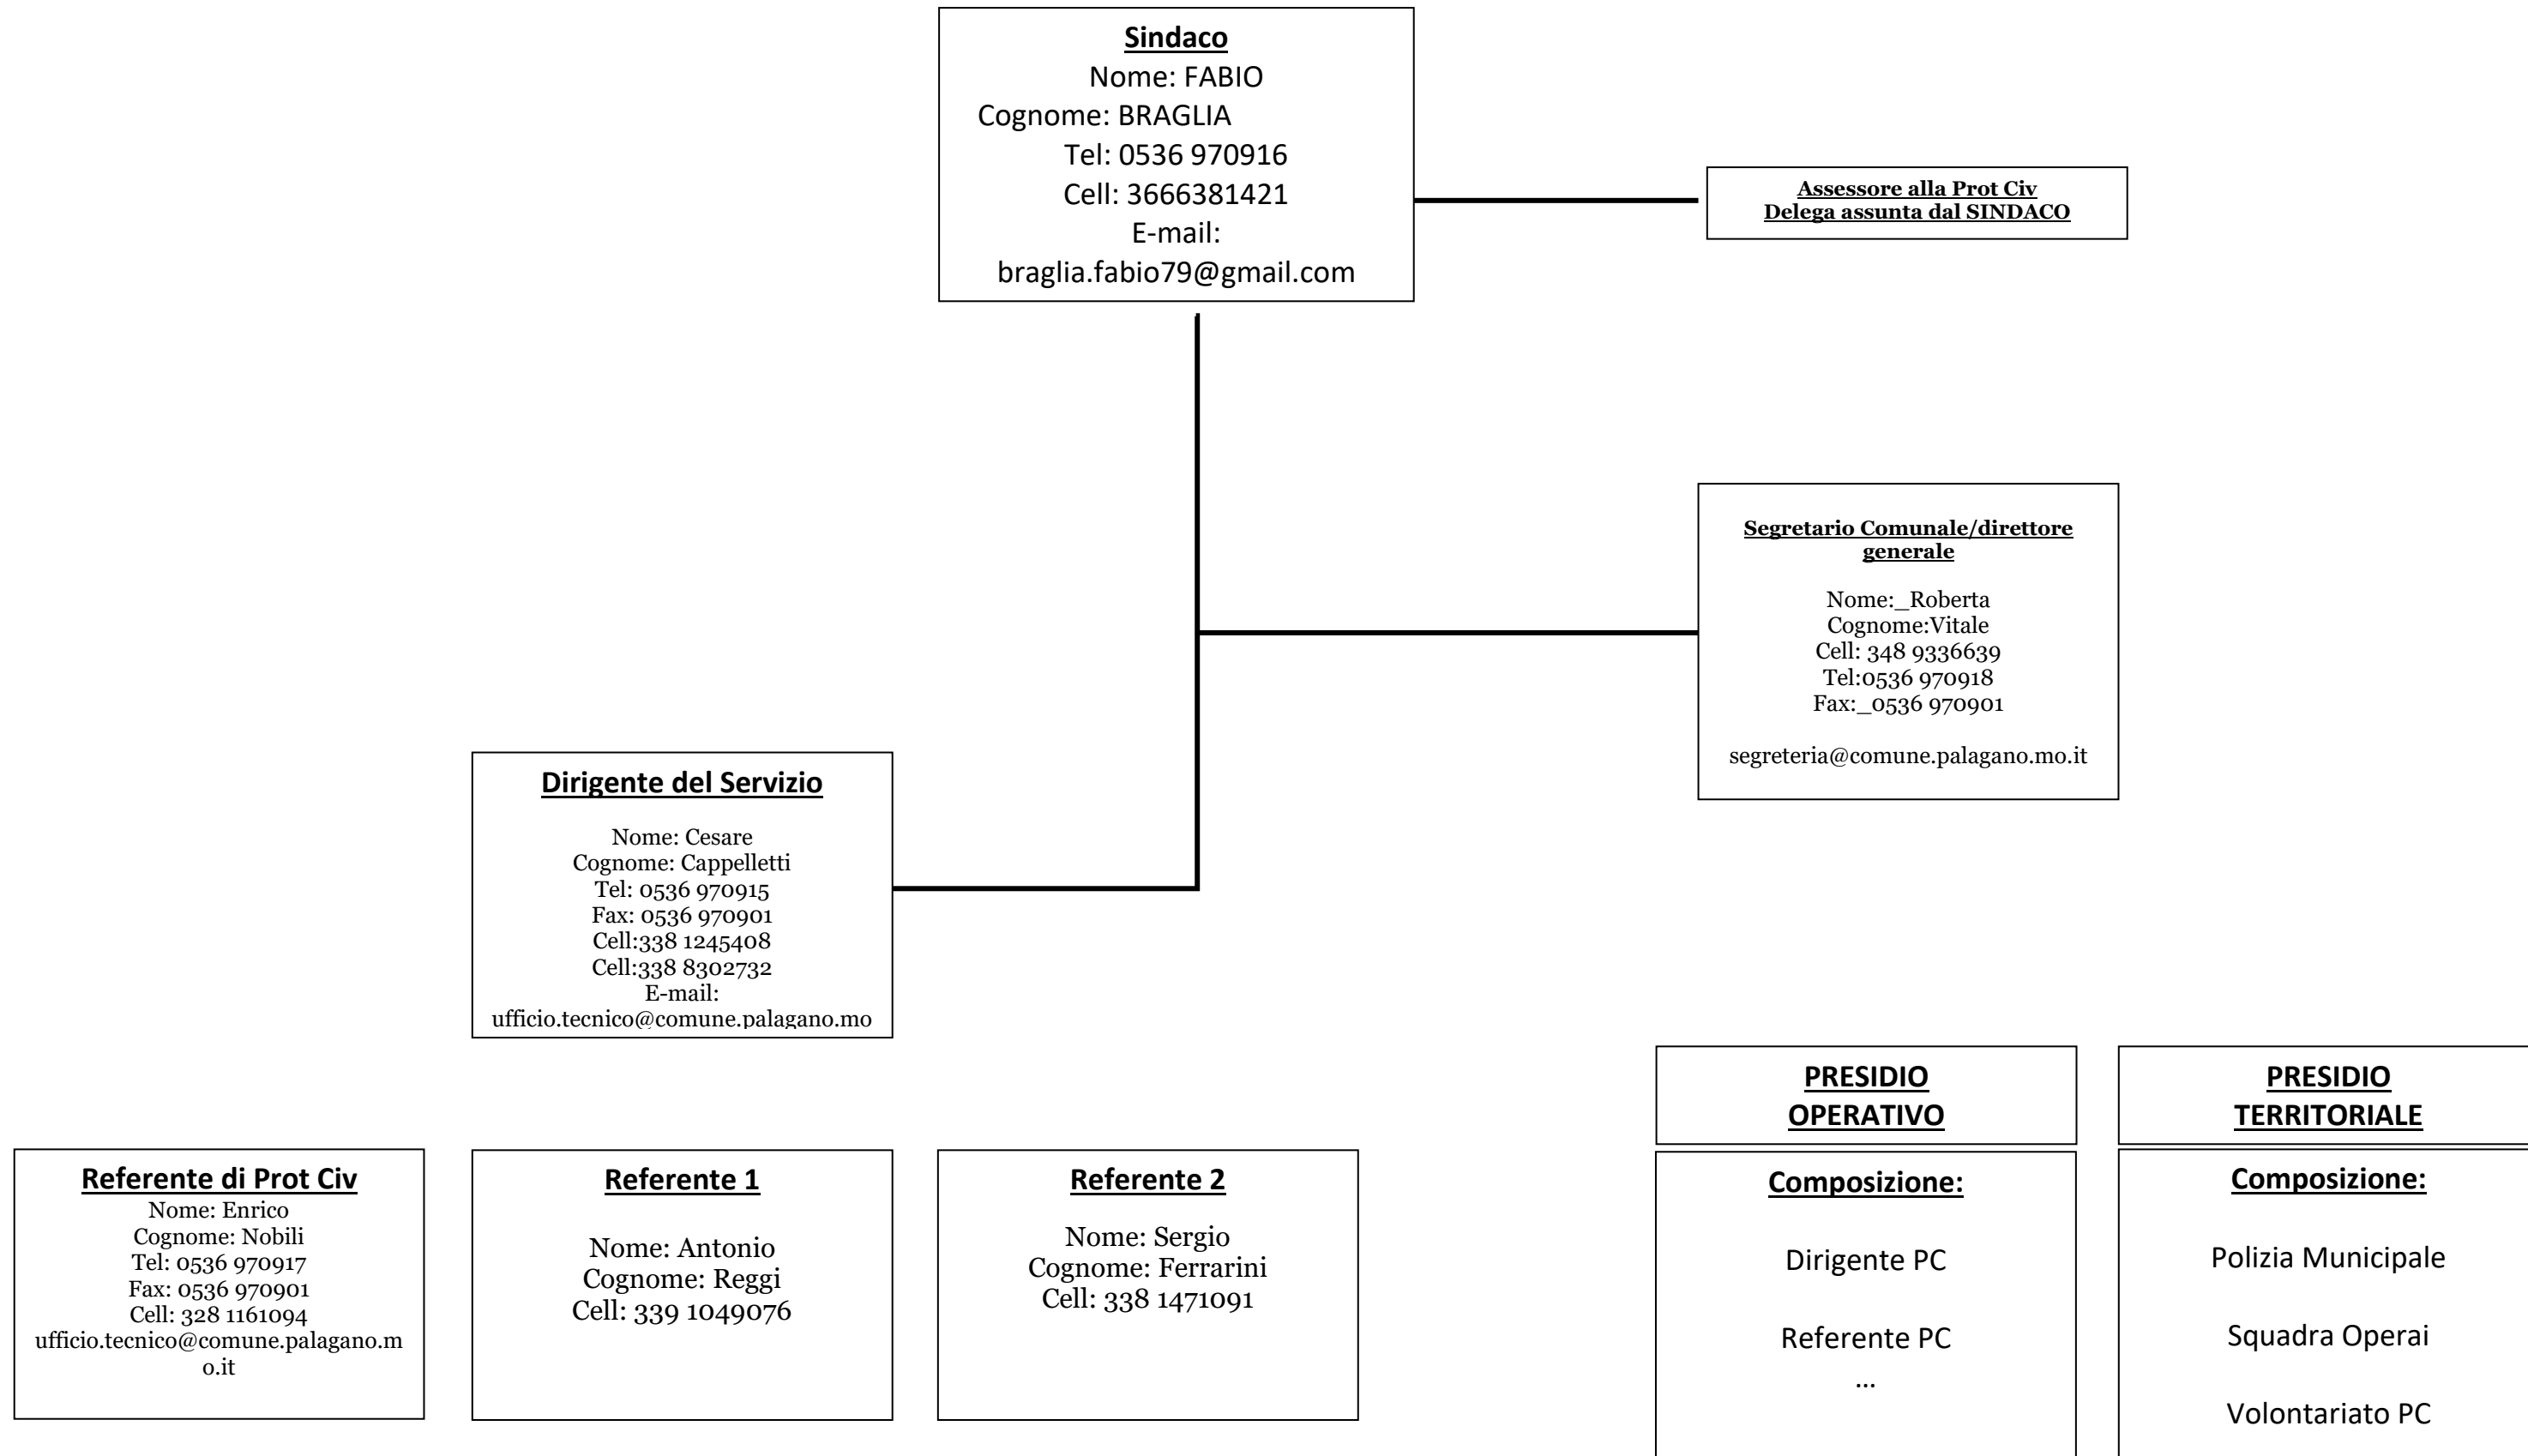 Sindaco
Nome: FABIO
Cognome: BRAGLIA
Tel: 0536 970916
Cell: 3666381421
E-mail:
braglia.fabio79@gmail.com
Assessore alla Prot Civ
Delega assunta dal SINDACO
Segretario Comunale/direttore
generale
Nome:_Roberta
Cognome:Vitale
Cell: 348 9336639
Tel:0536 970918
Fax:_0536 970901
segreteria@comune.palagano.mo.it
Dirigente del Servizio
Nome: Cesare
Cognome: Cappelletti
Tel: 0536 970915
Fax: 0536 970901
Cell:338 1245408
Cell:338 8302732
E-mail:
ufficio.tecnico@comune.palagano.mo
Referente di Prot Civ
Nome: Enrico
Cognome: Nobili
Tel: 0536 970917
Fax: 0536 970901
Cell: 328 1161094
ufficio.tecnico@comune.palagano.m
o.it
Referente 1
Nome: Antonio
Cognome: Reggi
Cell: 339 1049076
Referente 2
Nome: Sergio
Cognome: Ferrarini
Cell: 338 1471091
PRESIDIO
OPERATIVO
Composizione:
Dirigente PC
Referente PC
...
PRESIDIO
TERRITORIALE
Composizione:
Polizia Municipale
Squadra Operai
Volontariato PC